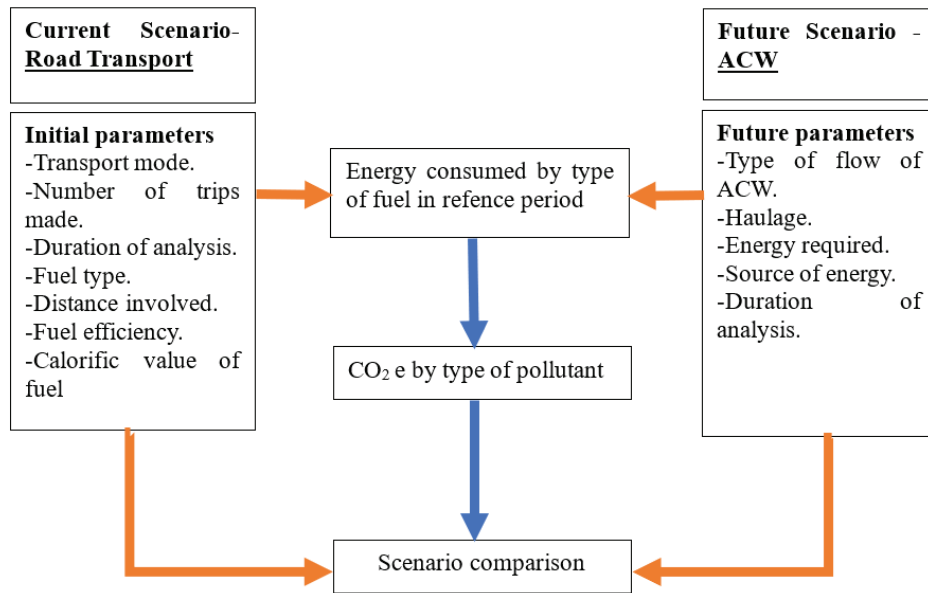 Current Scenario-
Road Transport
Initial parameters
-Transport mode.
-Number of trips
made.
-Duration of analysis.
-Fuel type.
-Distance involved.
-Fuel efficiency.
-Calorific value of
fuel
Energy consumed by type
of fuel in refence period
CO₂ e by type of pollutant
Scenario comparison
Future Scenario -
ACW
Future parameters
-Type of flow of
ACW.
-Haulage.
-Energy required.
-Source of energy.
-Duration of
analysis.